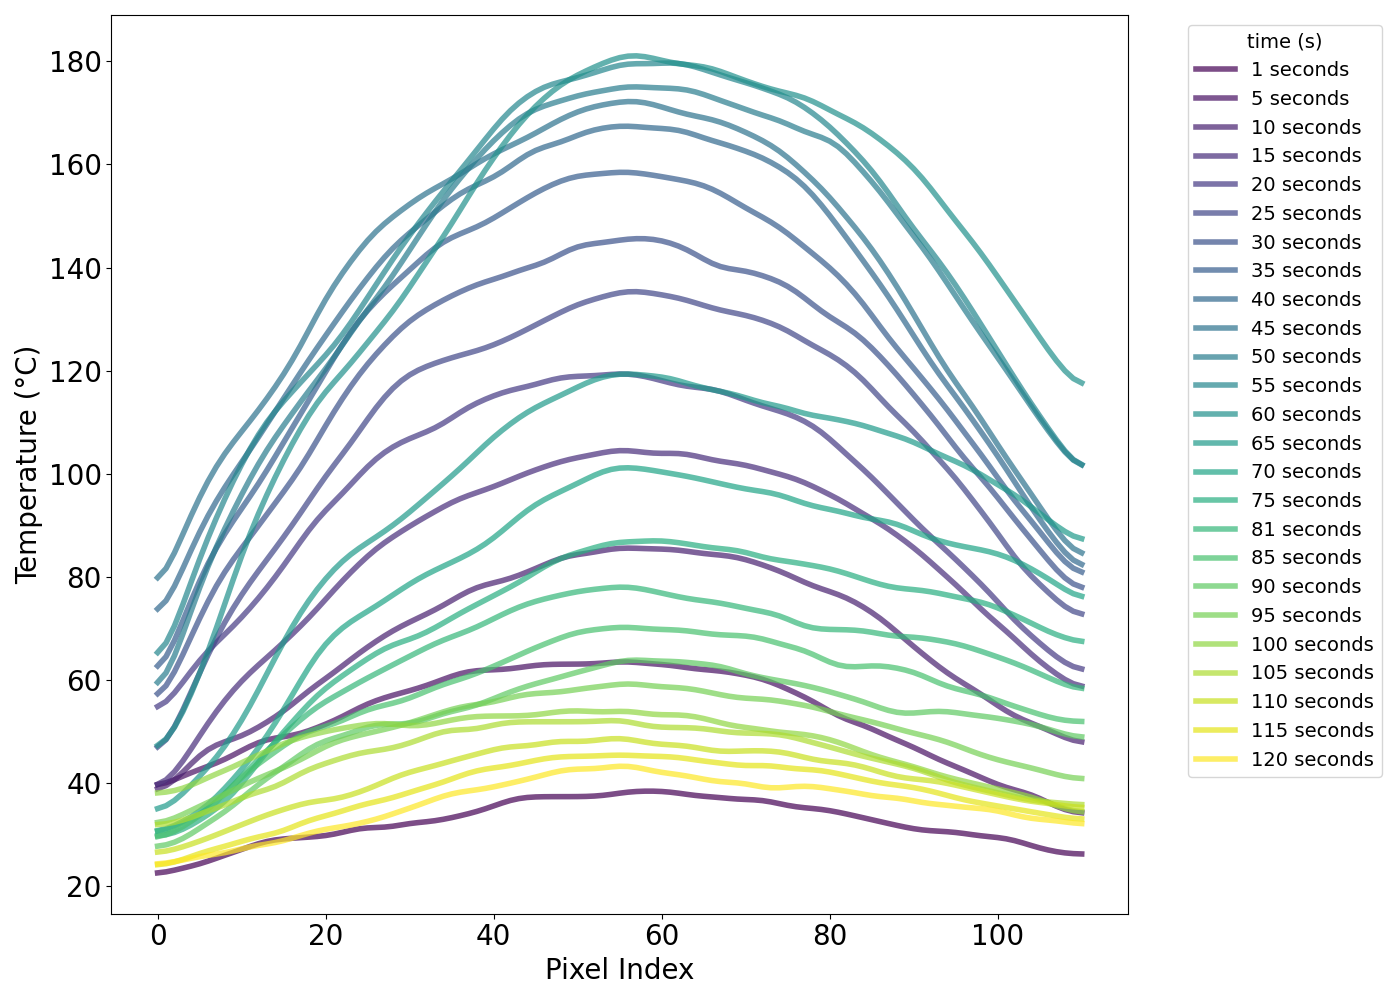 Temperature (°C)
180
160
140
120
100
80
60
40
20
0 20 40 60 80 100
Pixel Index
time (s)
1 seconds
5 seconds
10 seconds
15 seconds
20 seconds
25 seconds
30 seconds
35 seconds
40 seconds
45 seconds
50 seconds
55 seconds
60 seconds
65 seconds
70 seconds
75 seconds
81 seconds
85 seconds
90 seconds
95 seconds
100 seconds
105 seconds
110 seconds
115 seconds
120 seconds